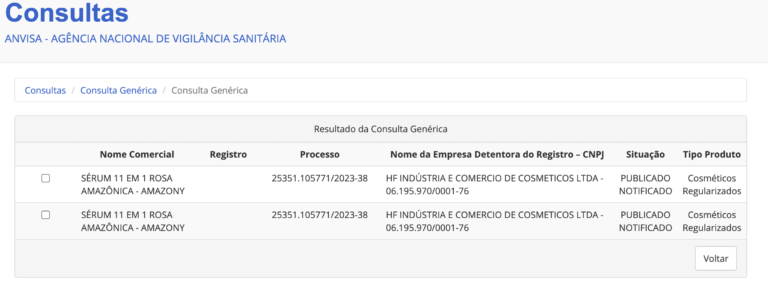 Consultas
ANVISA - AGÊNCIA NACIONAL DE VIGILÂNCIA SANITÁRIA
Consultas / Consulta Genérica / Consulta Genérica
Resultado da Consulta Genérica
Nome Comercial Registro Processo Nome da Empresa Detentora do Registro – CNPJ Situação Tipo Produto
SÉRUM 11 EM 1 ROSA 25351.105771/2023-38 HF INDÚSTRIA E COMERCIO DE COSMETICOS LTDA - PUBLICADO Cosméticos
AMAZÔNICA - AMAZONY 06.195.970/0001-76 NOTIFICADO Regularizados
SÉRUM 11 EM 1 ROSA 25351.105771/2023-38 HF INDÚSTRIA E COMERCIO DE COSMETICOS LTDA - PUBLICADO Cosméticos
AMAZÔNICA - AMAZONY 06.195.970/0001-76 NOTIFICADO Regularizados
Voltar